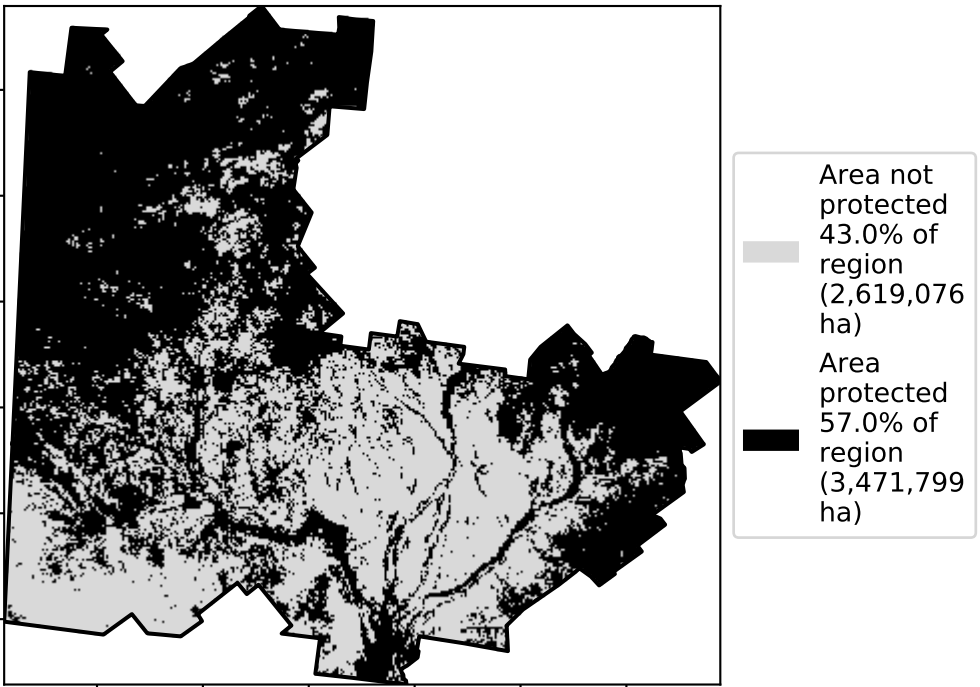 Area not
protected
43.0% of
region
(2,619,076
ha)
Area
protected
57.0% of
region
(3,471,799
ha)